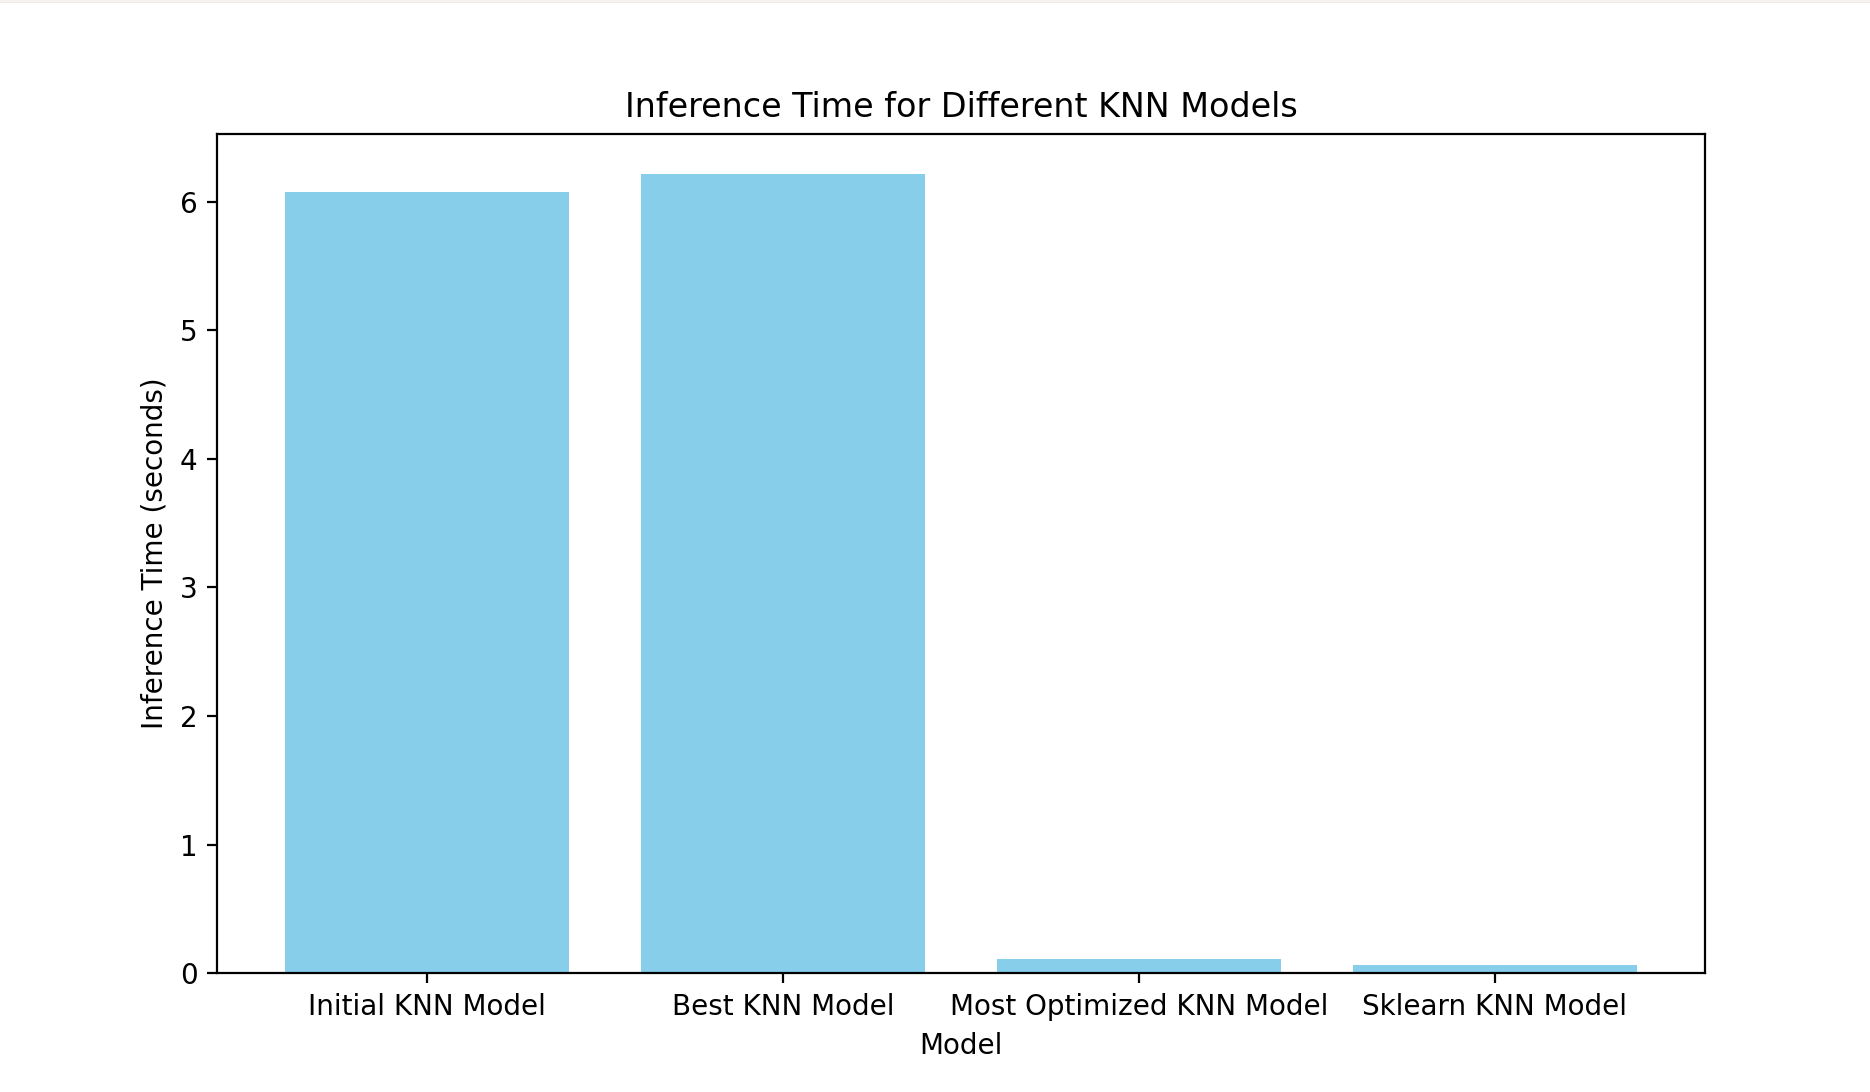 Inference Time for Different KNN Models
Inference Time (seconds)
6
5
4
3
2
1
0
Initial KNN Model
Best KNN Model
Most Optimized KNN Model
Sklearn KNN Model
Model